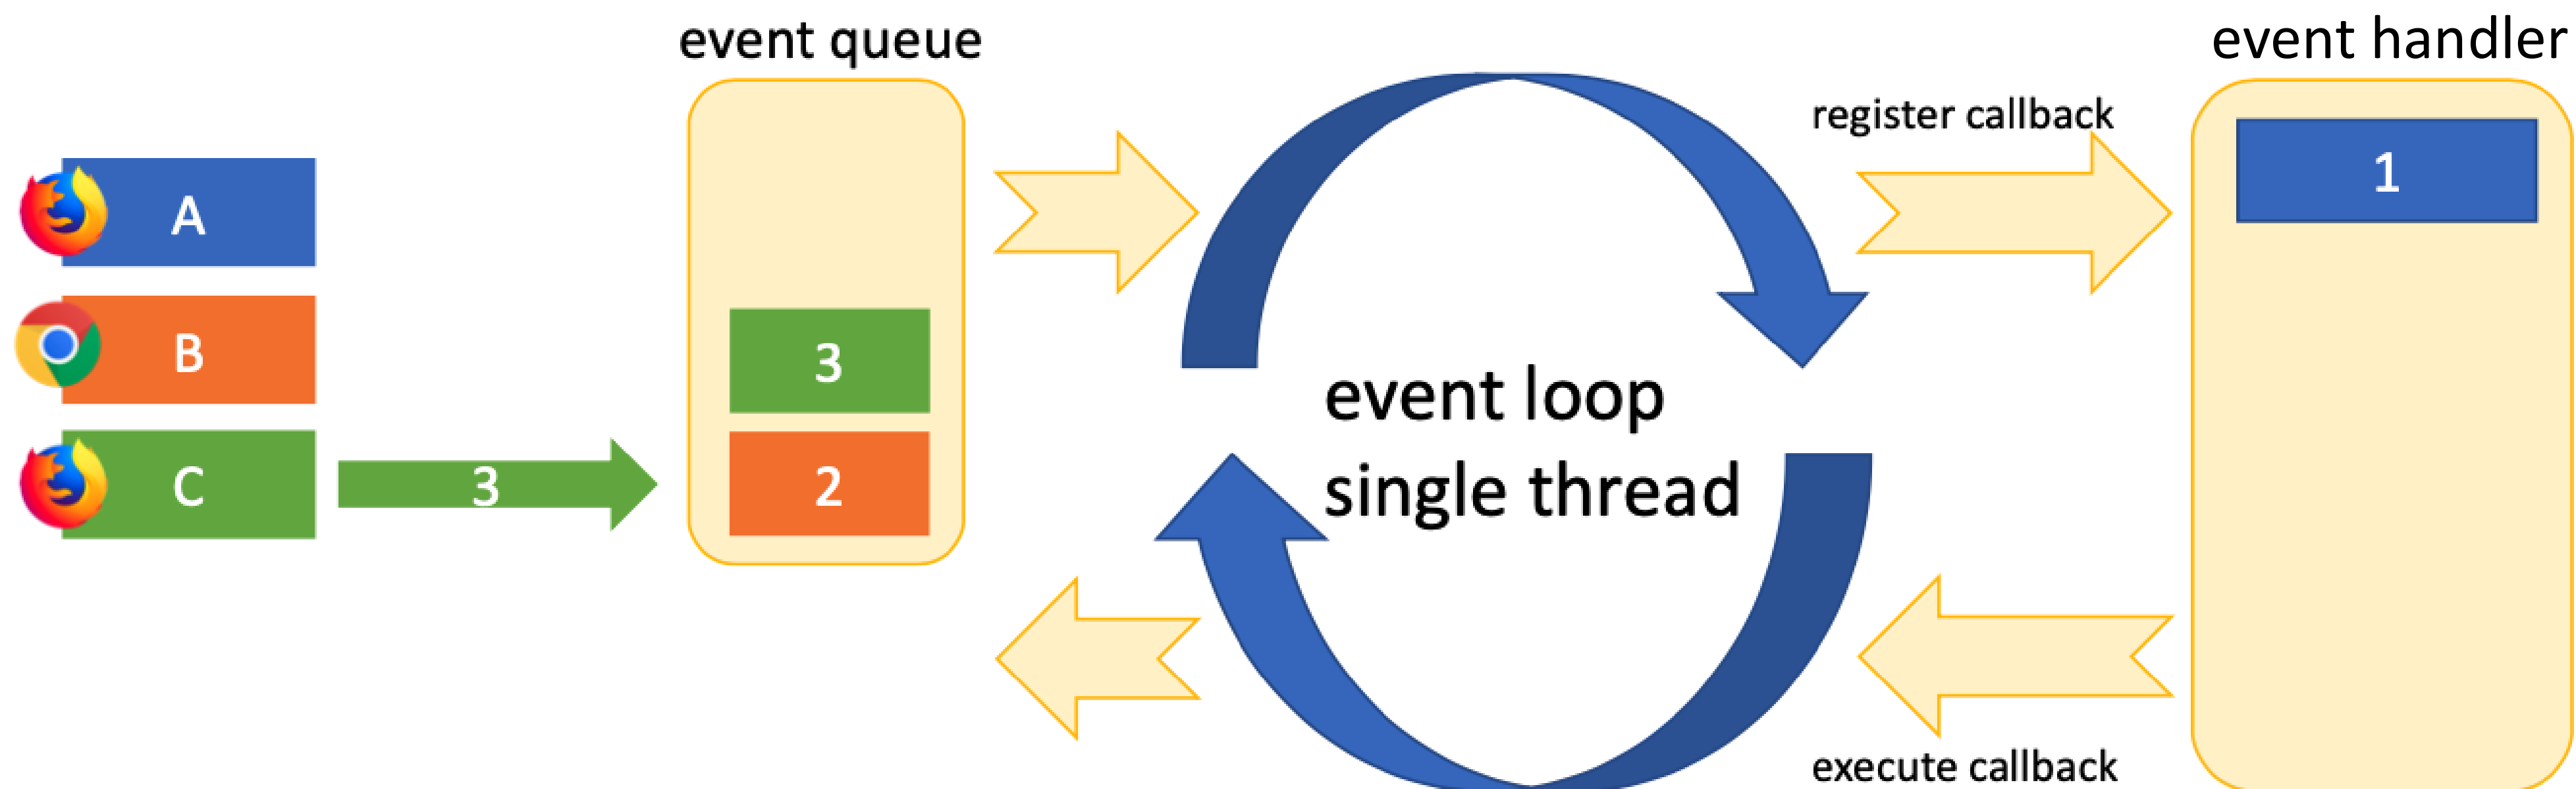 event queue
event handler
register callback
1
A
B
3
C
3
2
event loop
single thread
execute callback